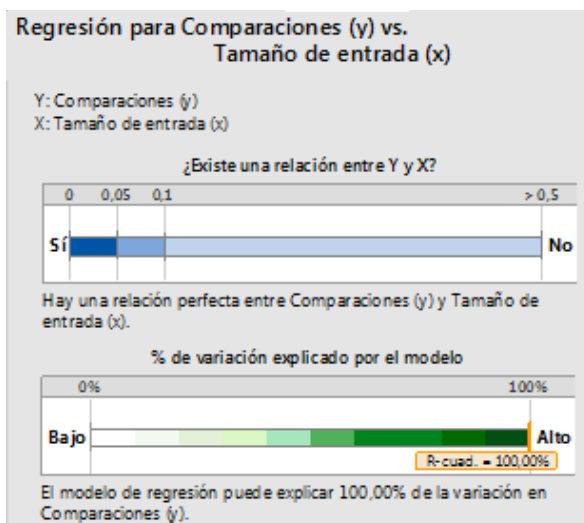 Regresión para Comparaciones (y) vs.
Tamaño de entrada (x)
Y: Comparaciones (y)
X: Tamaño de entrada (x)
¿Existe una relación entre Y y X?
0 0,05 0,1 > 0,5
Sí No
Hay una relación perfecta entre Comparaciones (y) y Tamaño de
entrada (x).
% de variación explicado por el modelo
0% 100%
Bajo Alto
R-cuad. = 100,00%
El modelo de regresión puede explicar 100,00% de la variación en
Comparaciones (y).